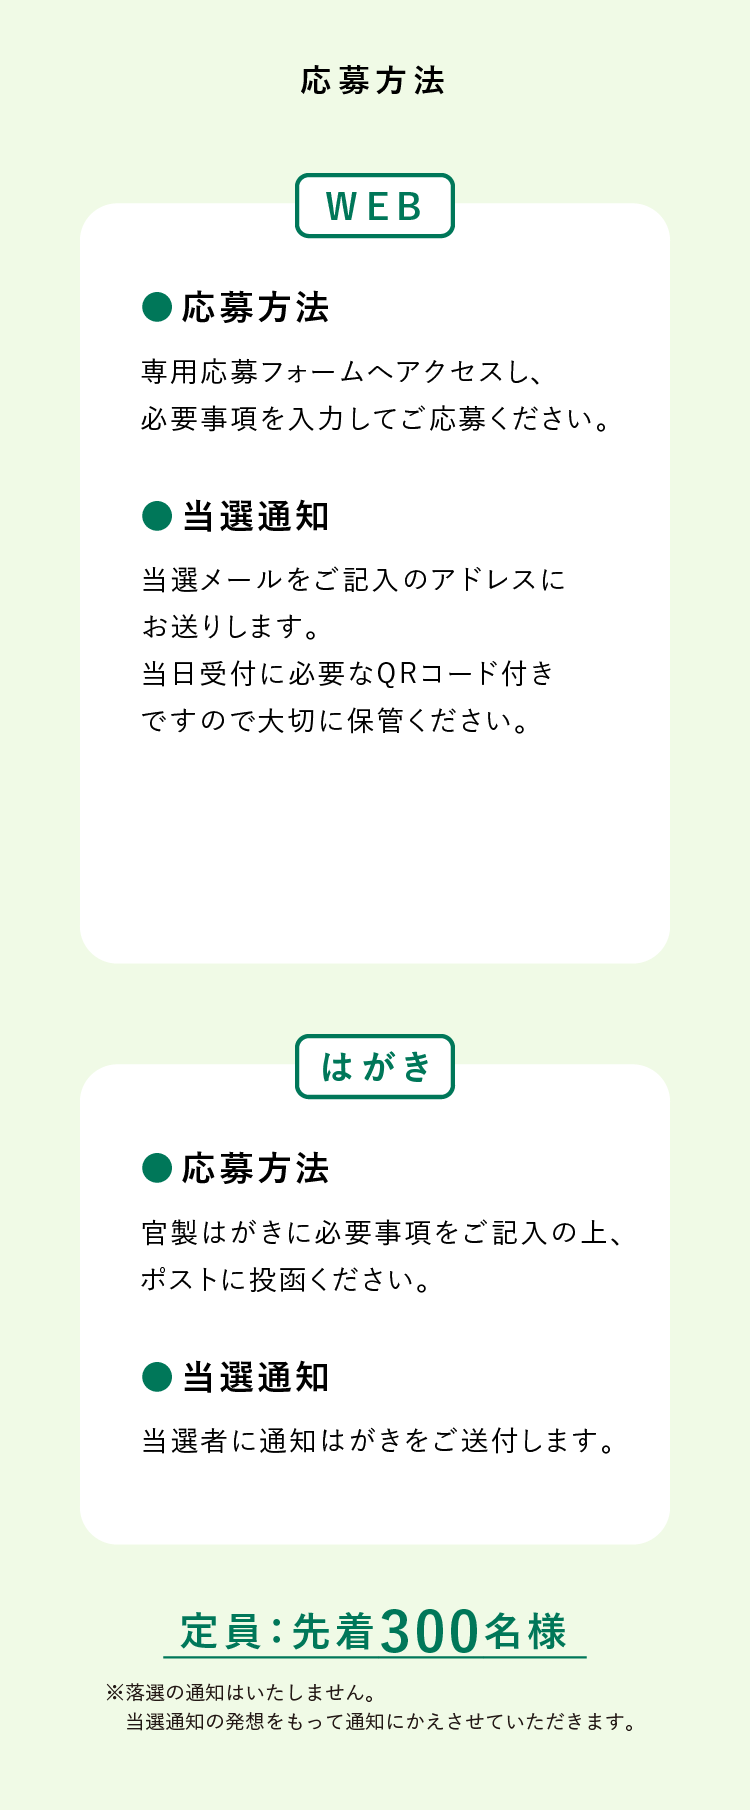 応募方法
WEB
●応募方法
専用応募フォームへアクセスし、
必要事項を入力してご応募ください。
●当選通知
当選メールをご記入のアドレスに
お送りします。
当日受付に必要なQRコード付き
ですので大切に保管ください。
はがき
●応募方法
官製はがきに必要事項をご記入の上、
ポストに投函ください。
●当選通知
当選者に通知はがきをご送付します。
定員：先着300名様
※落選の通知はいたしません。
当選通知の発想をもって通知にかえさせていただきます。